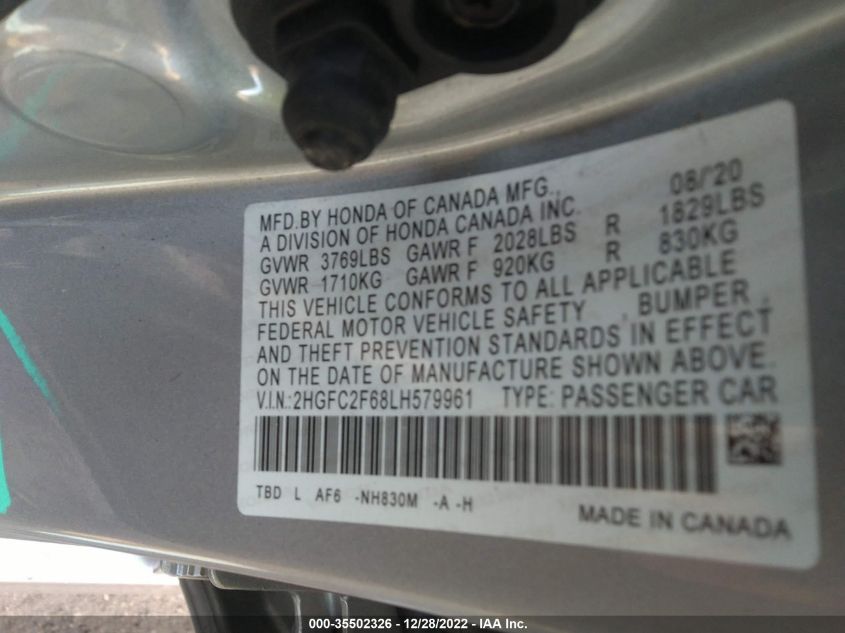 MFD.BY HONDA OF CANADA MFG., 08/'20
A DIVISION OF HONDA CANADA INC.
GVWR 3769LBS GAWR F 2028LBS R 1829LBS
GVWR 1710KG GAWR F 920KG R 830KG
THIS VEHICLE CONFORMS TO ALL APPLICABLE
FEDERAL MOTOR VEHICLE SAFETY , BUMPER ,
AND THEFT PREVENTION STANDARDS IN EFFECT
ON THE DATE OF MANUFACTURE SHOWN ABOVE.
V.I.N.:2HGFC2F68LH579961 TYPE: PASSENGER CAR
TBD L AF6 -NH830M -A -H
MADE IN CANADA
000-35502326 / 12/28/2022 - IAA Inc.